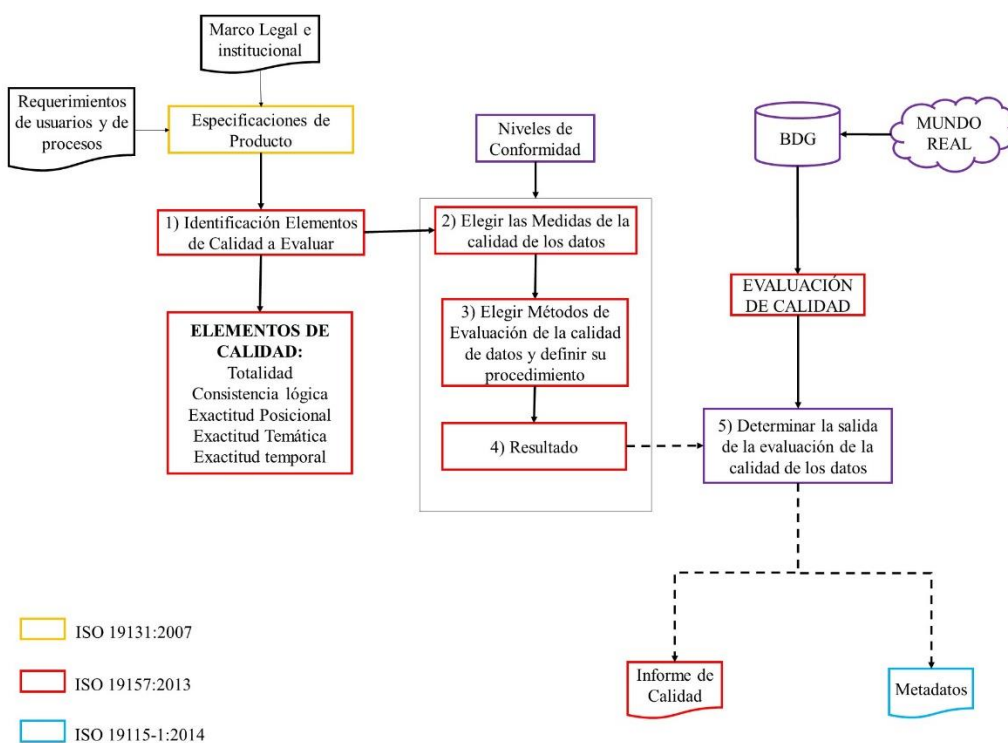 Marco Legal e
institucional
Requerimientos
de usuarios y de
procesos
Especificaciones de
Producto
Niveles de
Conformidad
BDG
MUNDO
REAL
1) Identificación Elementos
de Calidad a Evaluar
2) Elegir las Medidas de la
calidad de los datos
EVALUACIÓN
DE CALIDAD
ELEMENTOS DE
CALIDAD:
Totalidad
Consistencia lógica
Exactitud Posicional
Exactitud Temática
Exactitud temporal
3) Elegir Métodos de
Evaluación de la calidad
de datos y definir su
procedimiento
4) Resultado
5) Determinar la salida
de la evaluación de la
calidad de los datos
ISO 19131:2007
ISO 19157:2013
ISO 19115-1:2014
Informe de
Calidad
Metadatos